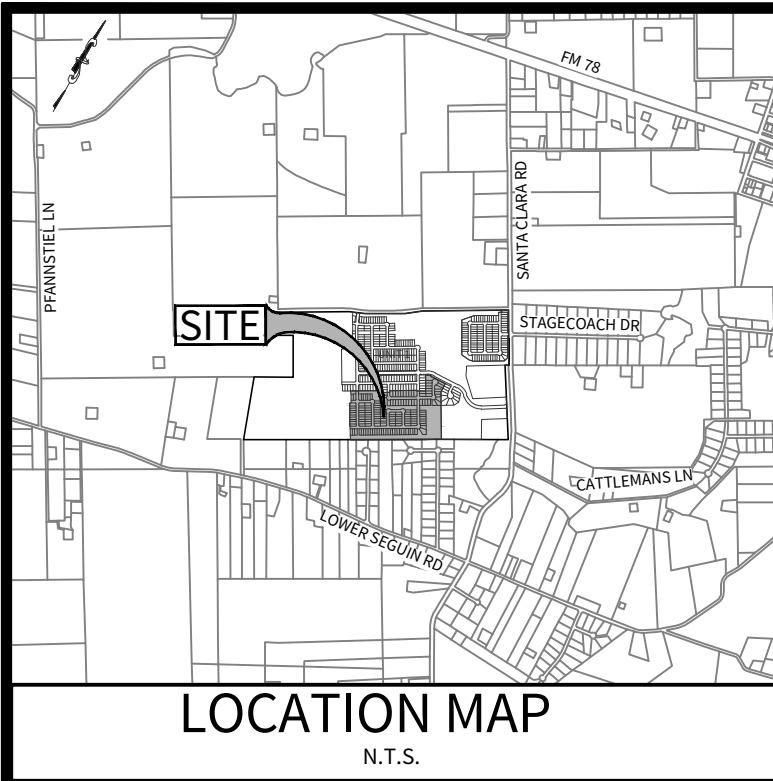 FM 78
SANTA CLARA RD
PFANNSTIEL LN
SITE
STAGECOACH DR
CATTLEMANS LN
LOWER SEGUIN RD
LOCATION MAP
N.T.S.